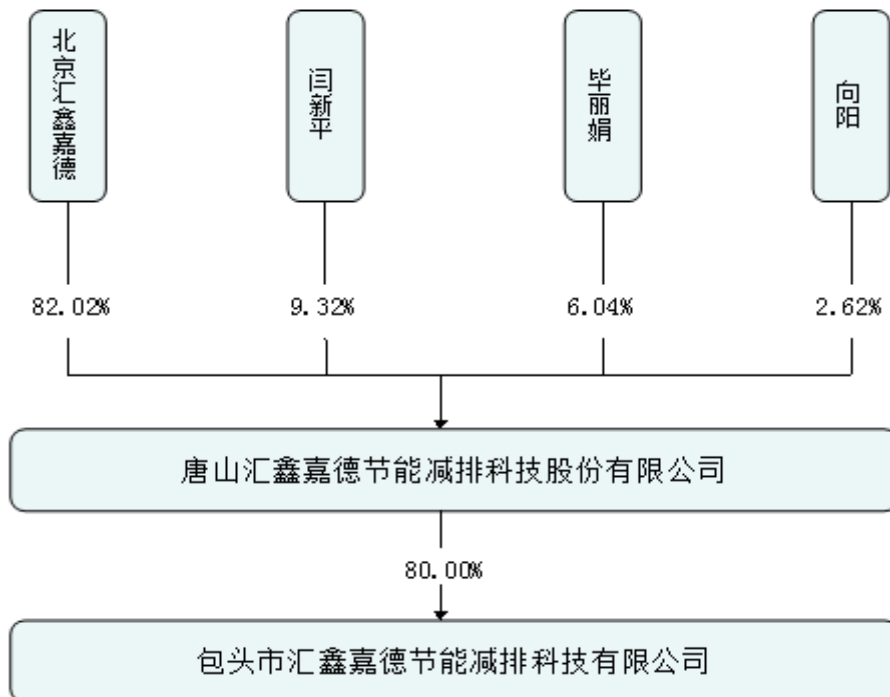 北京汇鑫嘉德
闫新平
毕丽娟
向阳
82.02%
9.32%
6.04%
2.62%
唐山汇鑫嘉德节能减排科技股份有限公司
80.00%
包头市汇鑫嘉德节能减排科技有限公司